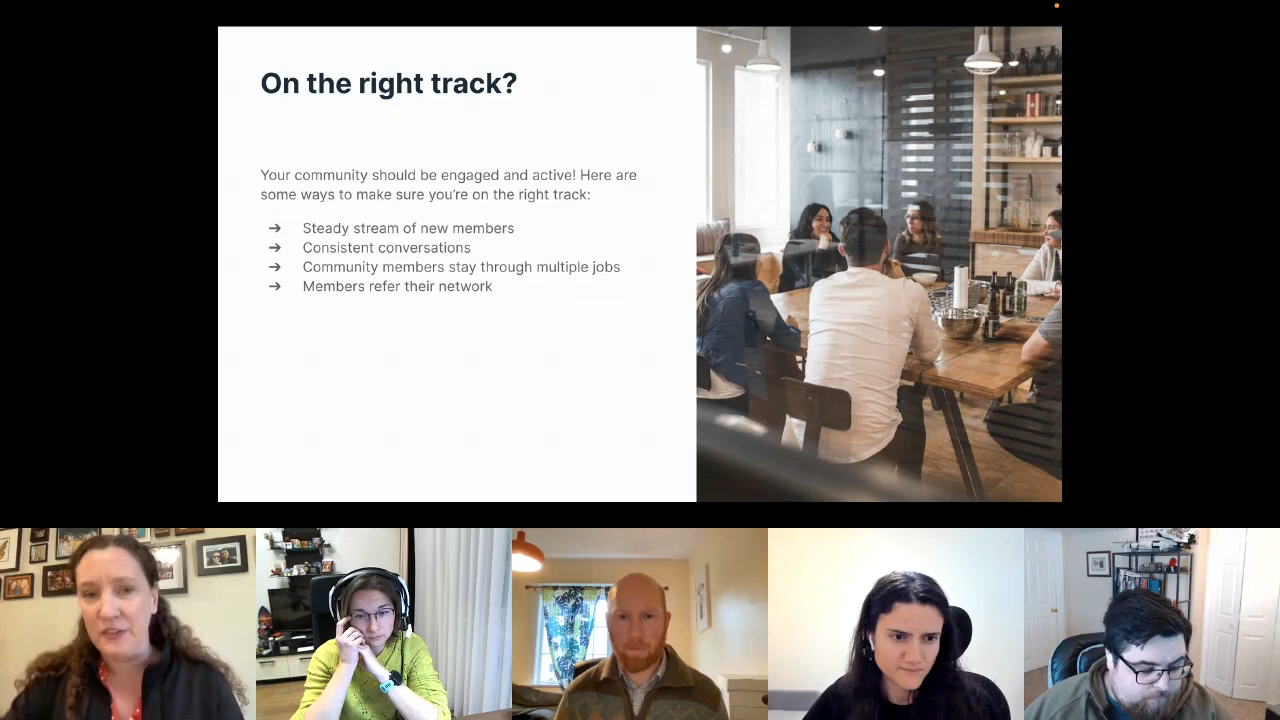 On the right track?
Your community should be engaged and active! Here are
some ways to make sure you're on the right track:
➔ Steady stream of new members
➔ Consistent conversations
➔ Community members stay through multiple jobs
➔ Members refer their network